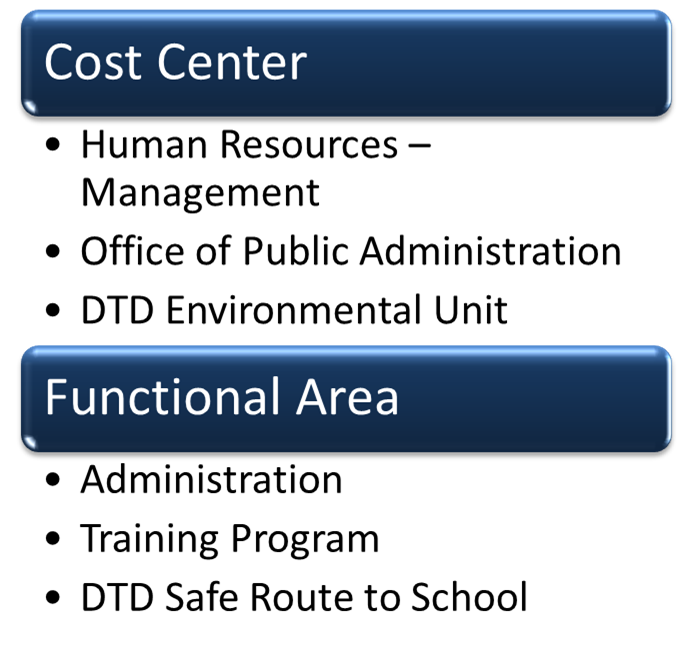 Cost Center
• Human Resources –
Management
• Office of Public Administration
• DTD Environmental Unit
Functional Area
• Administration
• Training Program
• DTD Safe Route to School